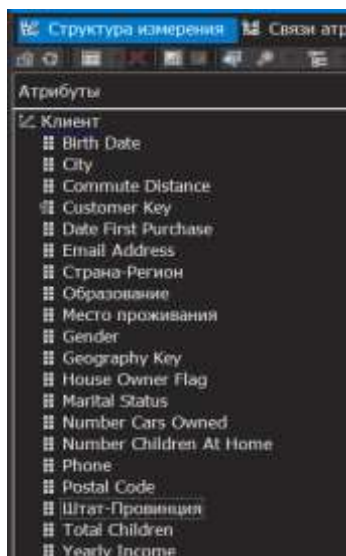 Структура измерения Связи атр
Атрибуты
Клиент
Birth Date
City
Commute Distance
Customer Key
Date First Purchase
Email Address
Страна-Регион
Образование
Место проживания
Gender
Geography Key
House Owner Flag
Marital Status
Number Cars Owned
Number Children At Home
Phone
Postal Code
Штат-Провинция
Total Children
Yearly Income